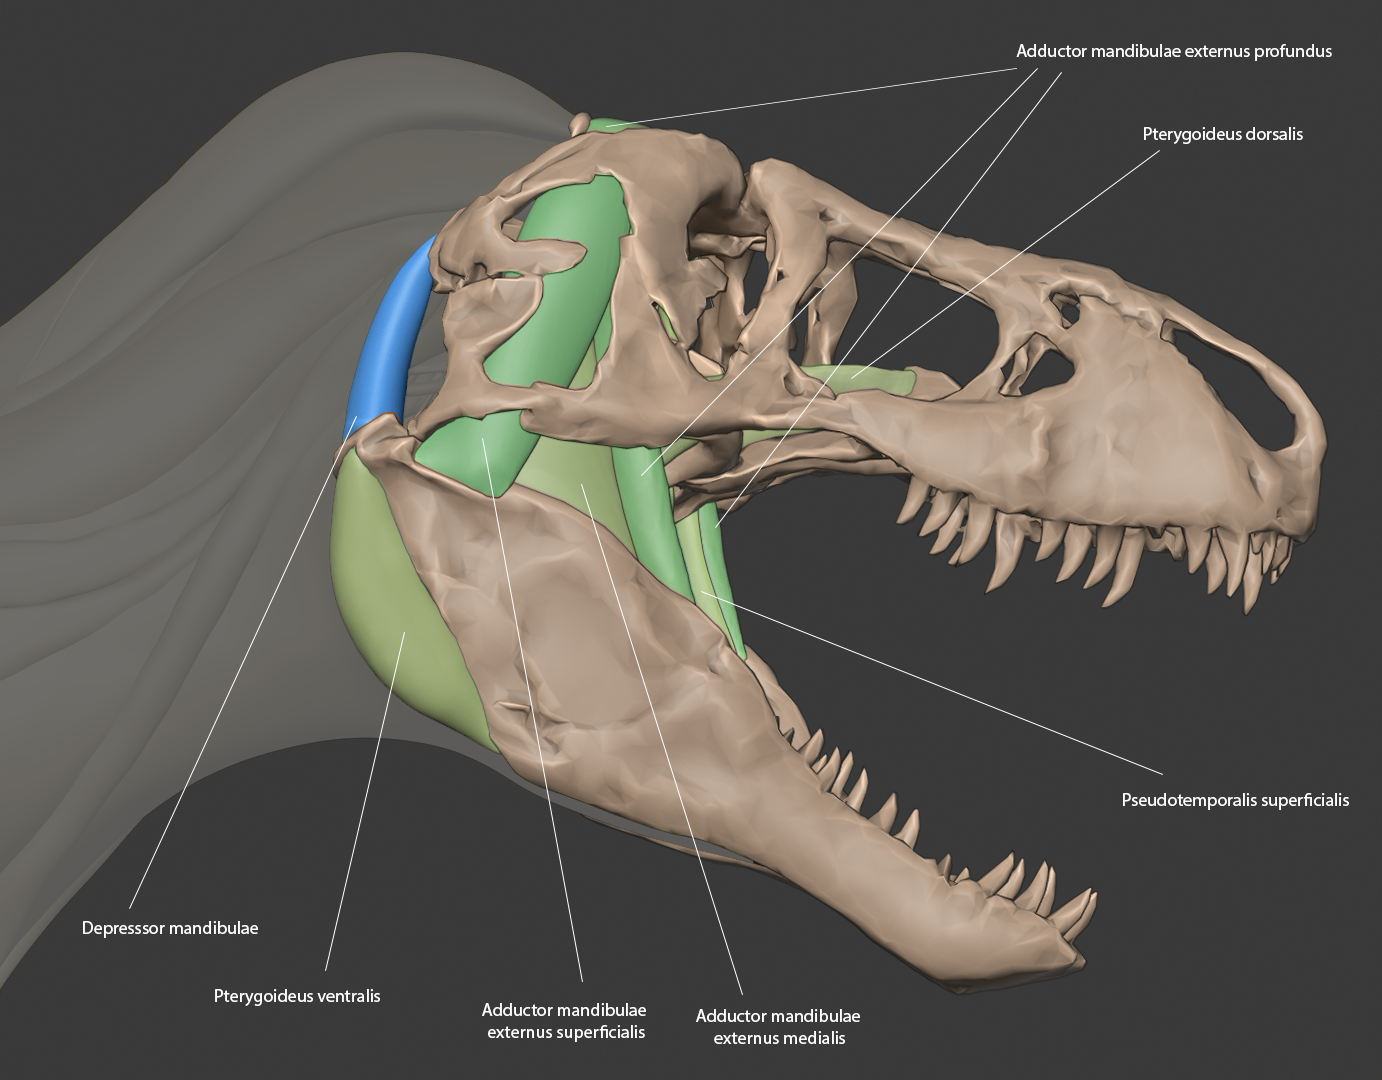 Adductor mandibulae externus profundus
Pterygoideus dorsalis
Pseudotemporalis superficialis
Depresssor mandibulae
Pterygoideus ventralis
Adductor mandibulae
externus superficialis
Adductor mandibulae
externus medialis